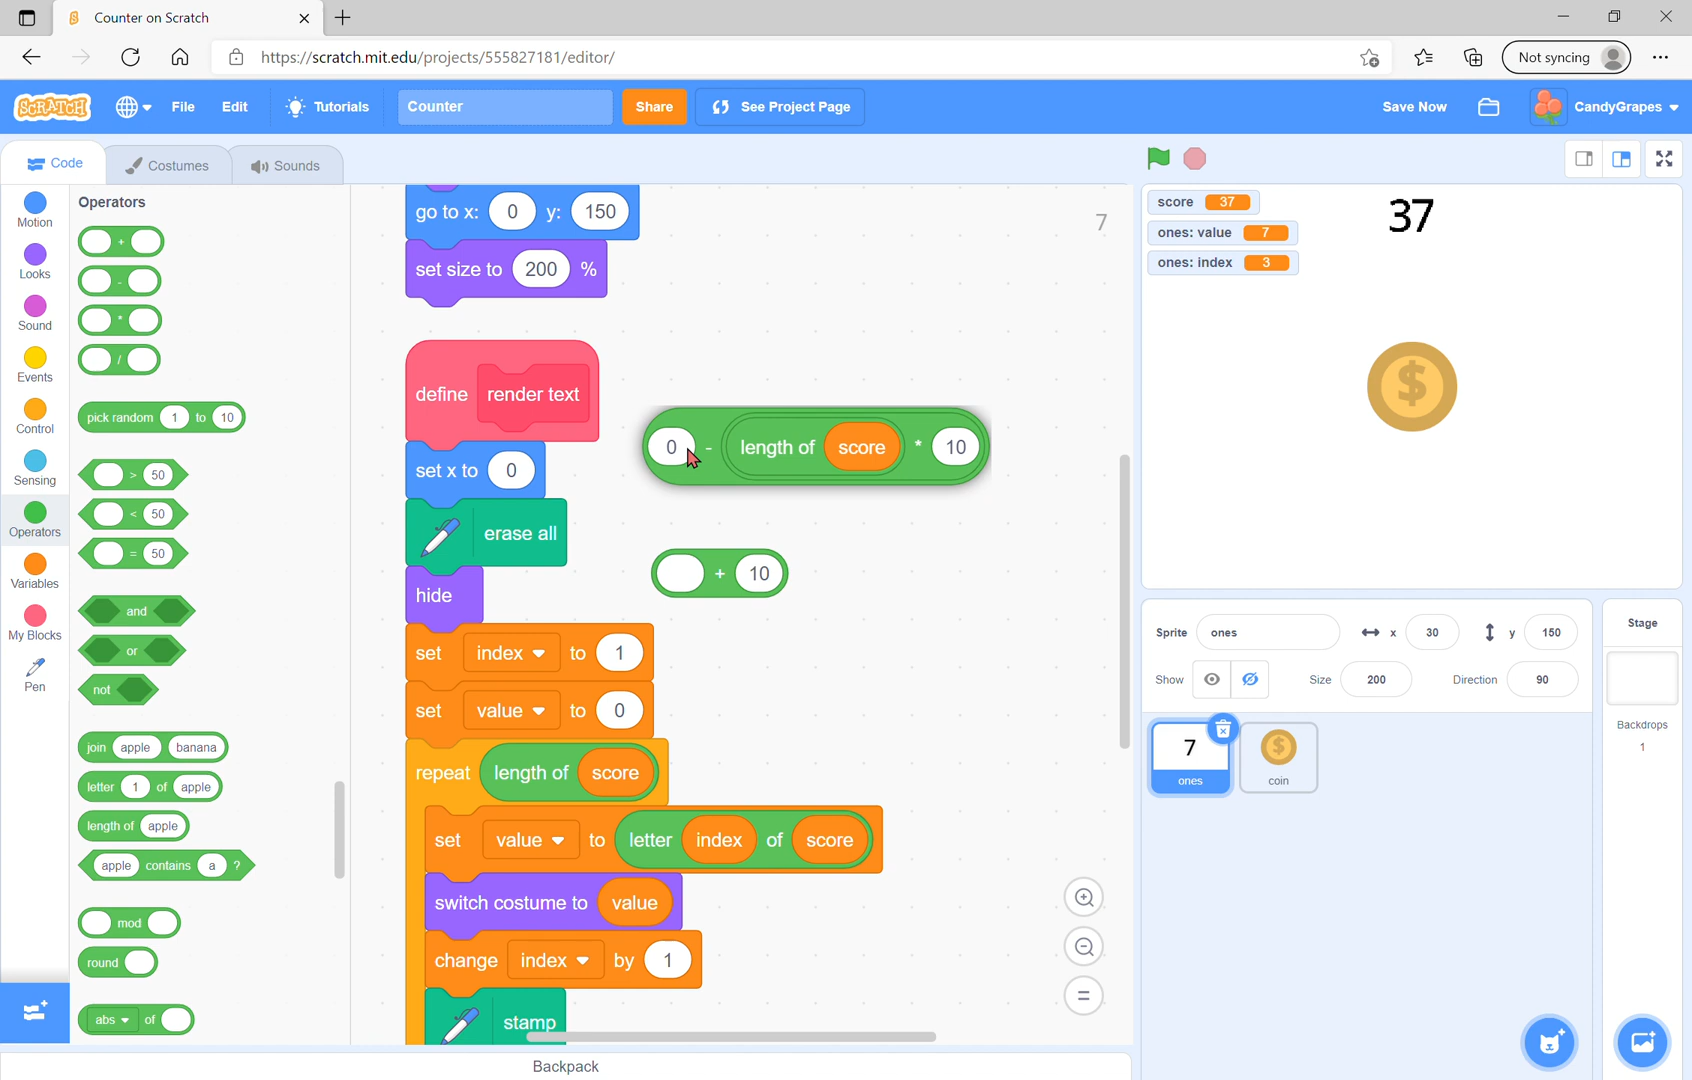 Counter on Scratch
https://scratch.mit.edu/projects/555827181/editor/
Not syncing
SCRATCH
File
Edit
Tutorials
Counter
Share
See Project Page
Save Now
CandyGrapes
Code
Costumes
Sounds
Motion
Looks
Sound
Events
Control
Sensing
Operators
Variables
My Blocks
Pen
Operators
+
-
*
/
pick random 1 to 10
> 50
< 50
= 50
and
or
not
join apple banana
letter 1 of apple
length of apple
apple contains a ?
mod
round
abs of
go to x: 0 y: 150
set size to 200 %
7
define render text
set x to 0
erase all
hide
set index to 1
set value to 0
repeat length of score
set value to letter index of score
switch costume to value
change index by 1
stamp
0 - length of score * 10
+ 10
Backpack
score 37
ones: value 7
ones: index 3
37
$
Sprite ones x 30 y 150
Show Size 200 Direction 90
7
ones
$
coin
Stage
Backdrops
1